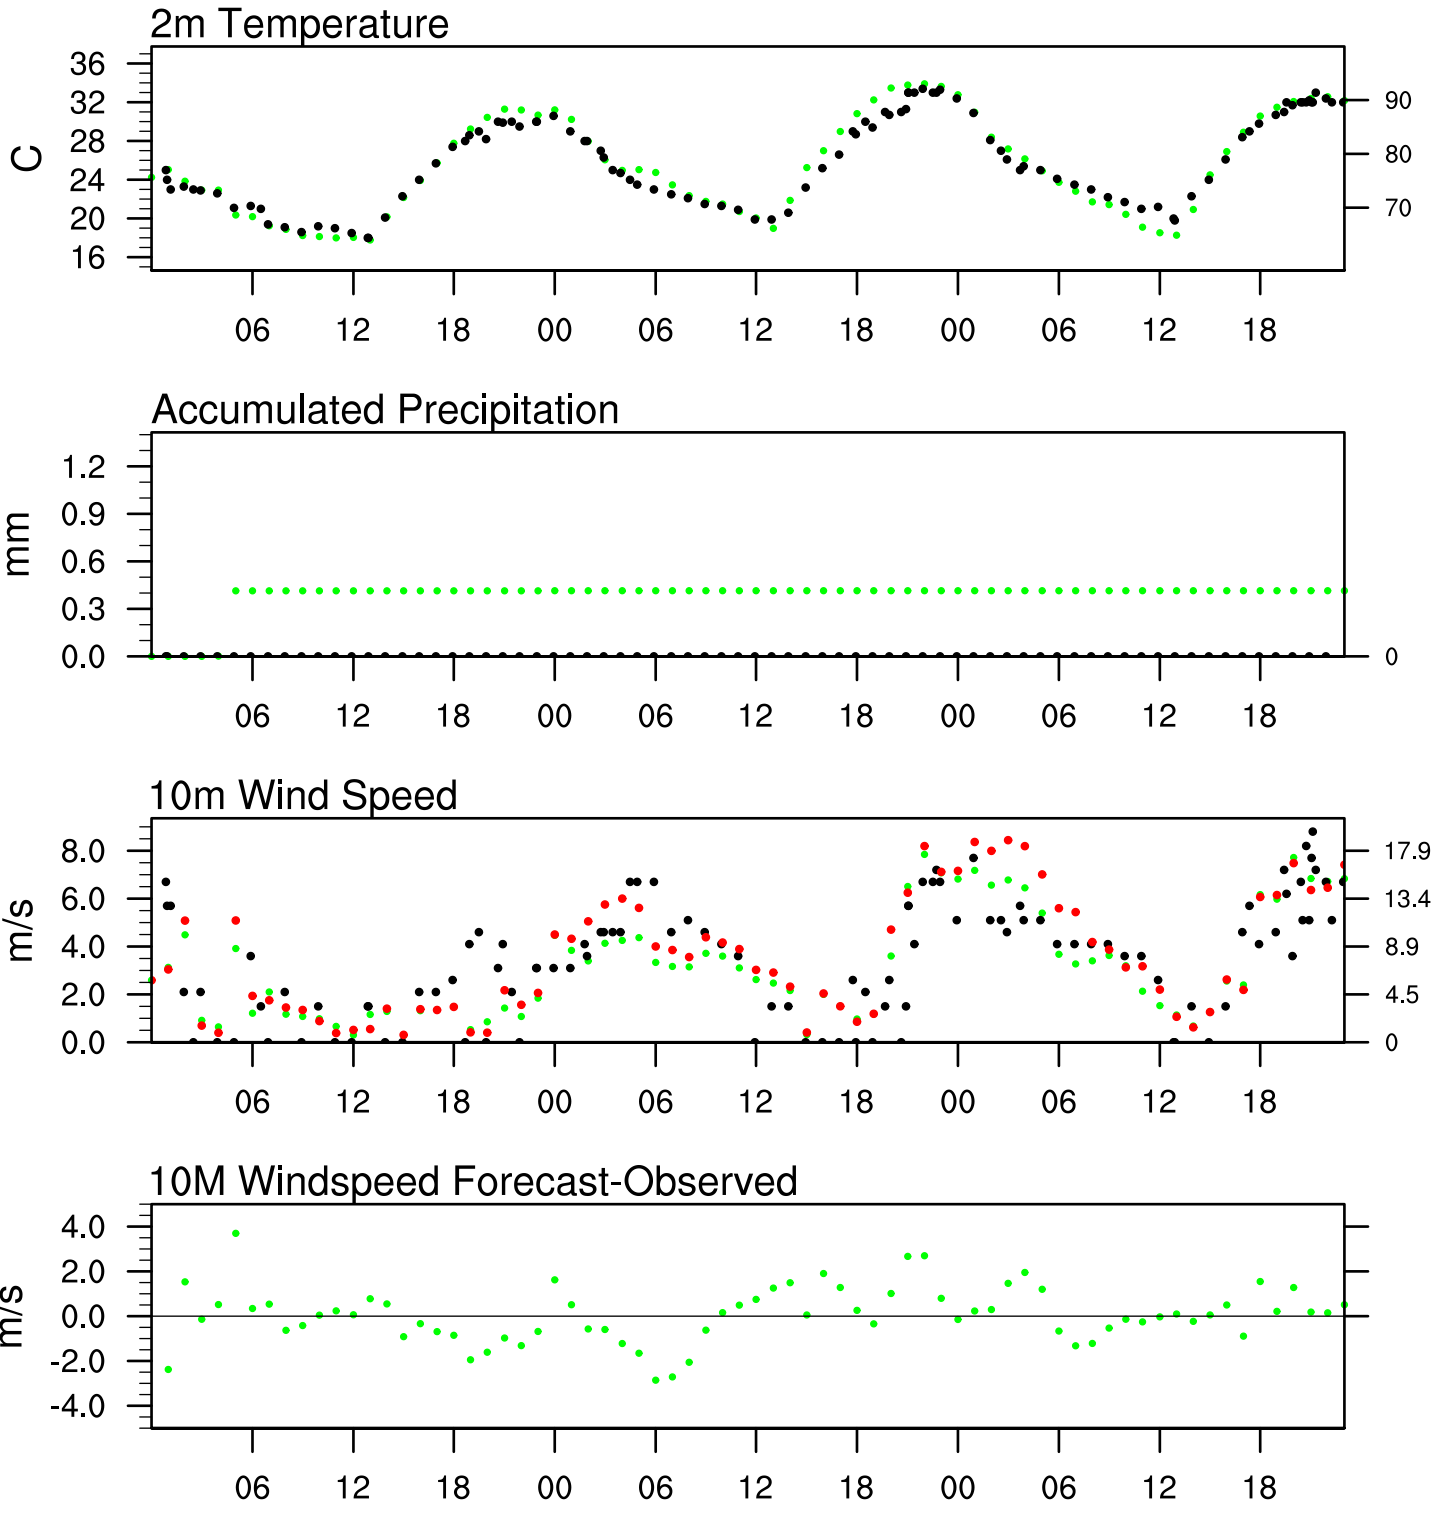 2m Temperature
36
32
28
24
20
16
C
90
80
70
06 12 18 00 06 12 18 00 06 12 18
Accumulated Precipitation
1.2
0.9
0.6
0.3
0.0
mm
0
06 12 18 00 06 12 18 00 06 12 18
10m Wind Speed
8.0
6.0
4.0
2.0
0.0
m/s
17.9
13.4
8.9
4.5
0
06 12 18 00 06 12 18 00 06 12 18
10M Windspeed Forecast-Observed
4.0
2.0
0.0
-2.0
-4.0
m/s
06 12 18 00 06 12 18 00 06 12 18